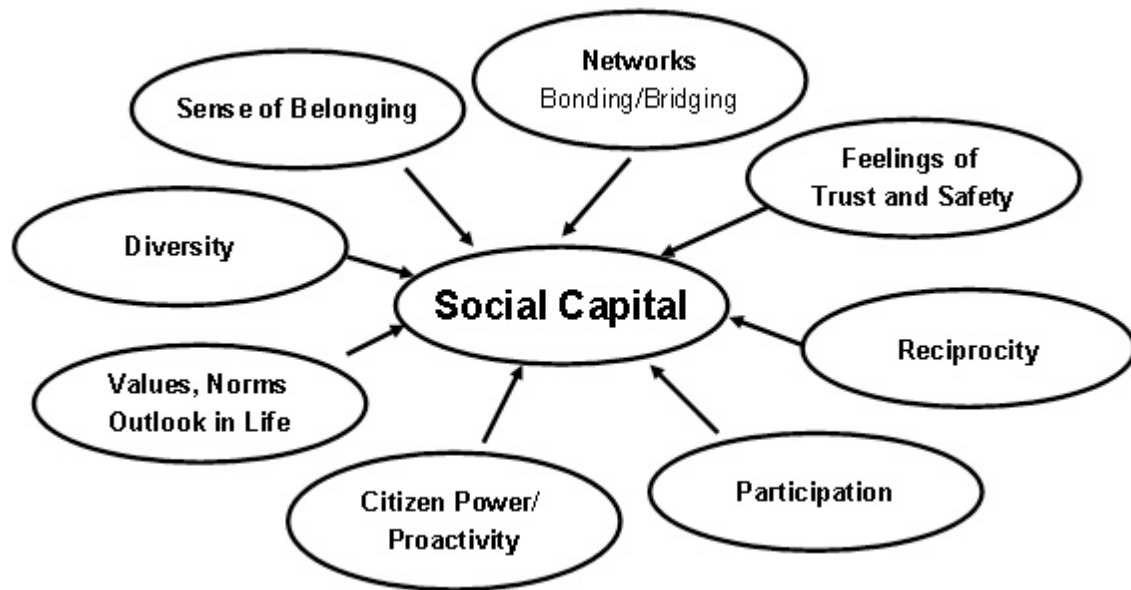 Networks
Bonding/Bridging
Sense of Belonging
Feelings of
Trust and Safety
Diversity
Social Capital
Reciprocity
Values, Norms
Outlook in Life
Citizen Power/
Proactivity
Participation